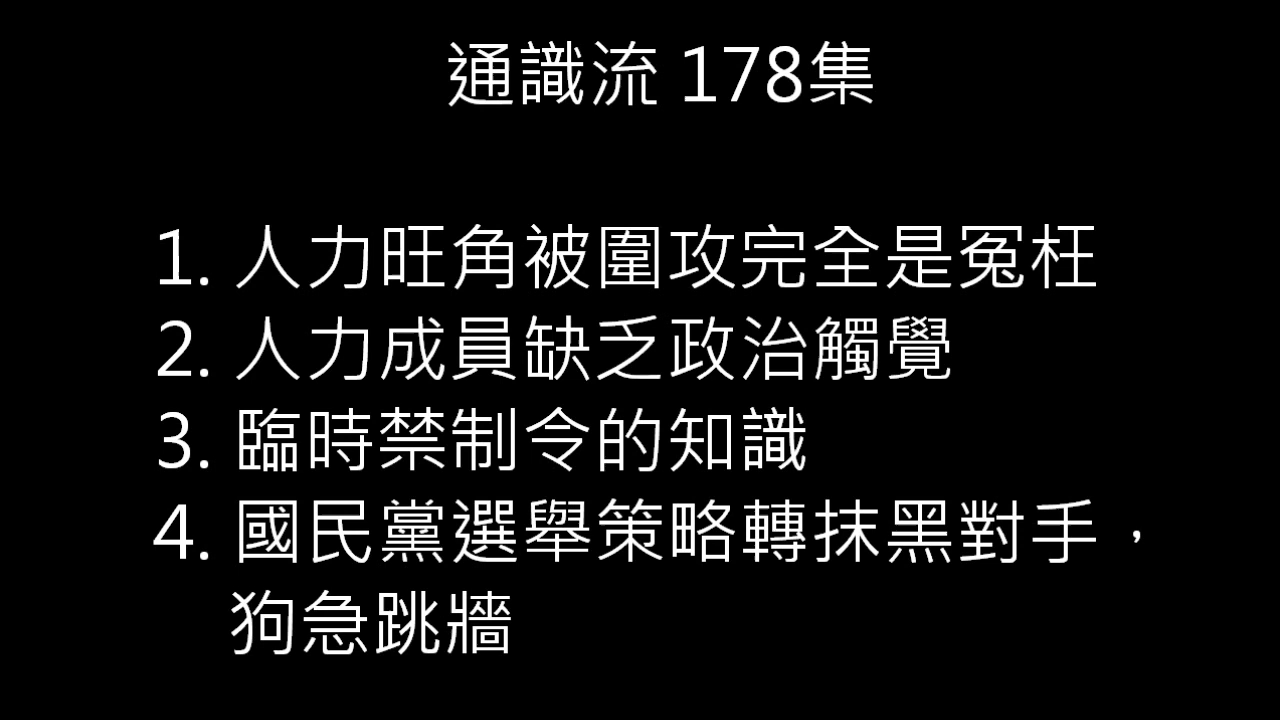 通識流 178集
1. 人力旺角被圍攻完全是冤枉
2. 人力成員缺乏政治觸覺
3. 臨時禁制令的知識
4. 國民黨選舉策略轉抹黑對手，
狗急跳牆